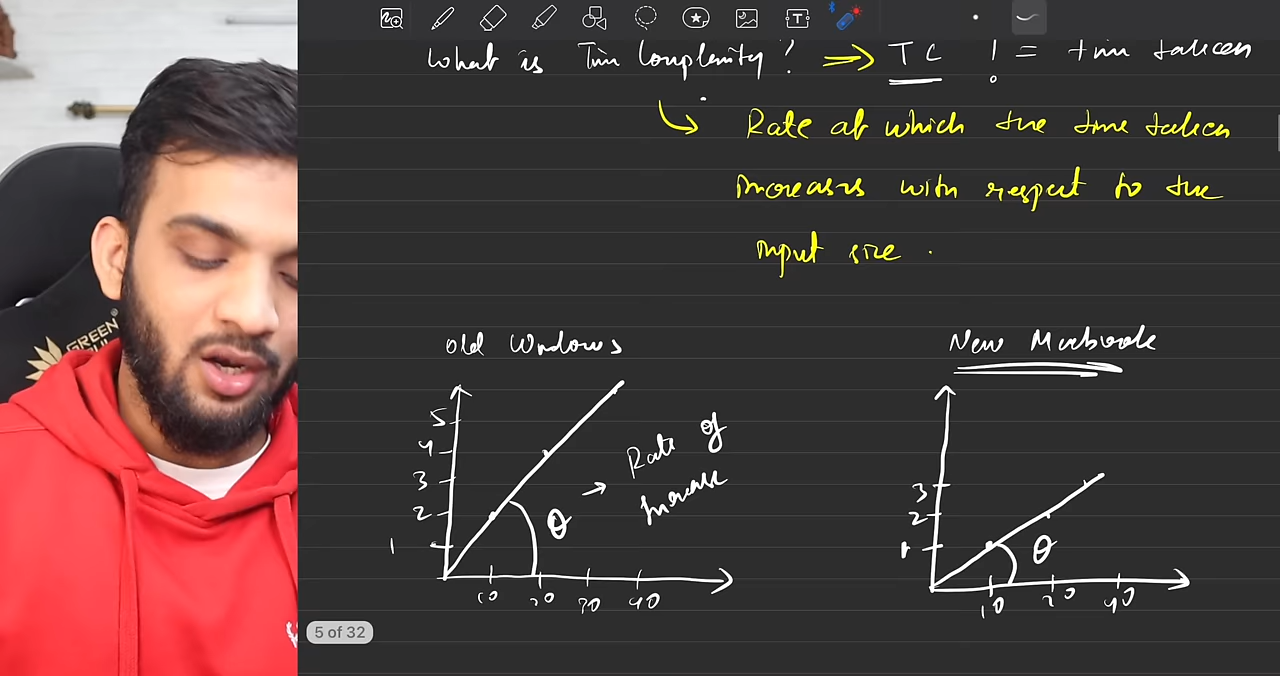 What is Time Complexity? ⇒ TC != time taken
↳ Rate at which the time taken
increases with respect to the
input size.
Old Windows
New Macbook
5
4
3
2
1
θ → Rate of
increase
10 20 30 40
3
2
1
θ
10 20 40
GREEN
5 of 32